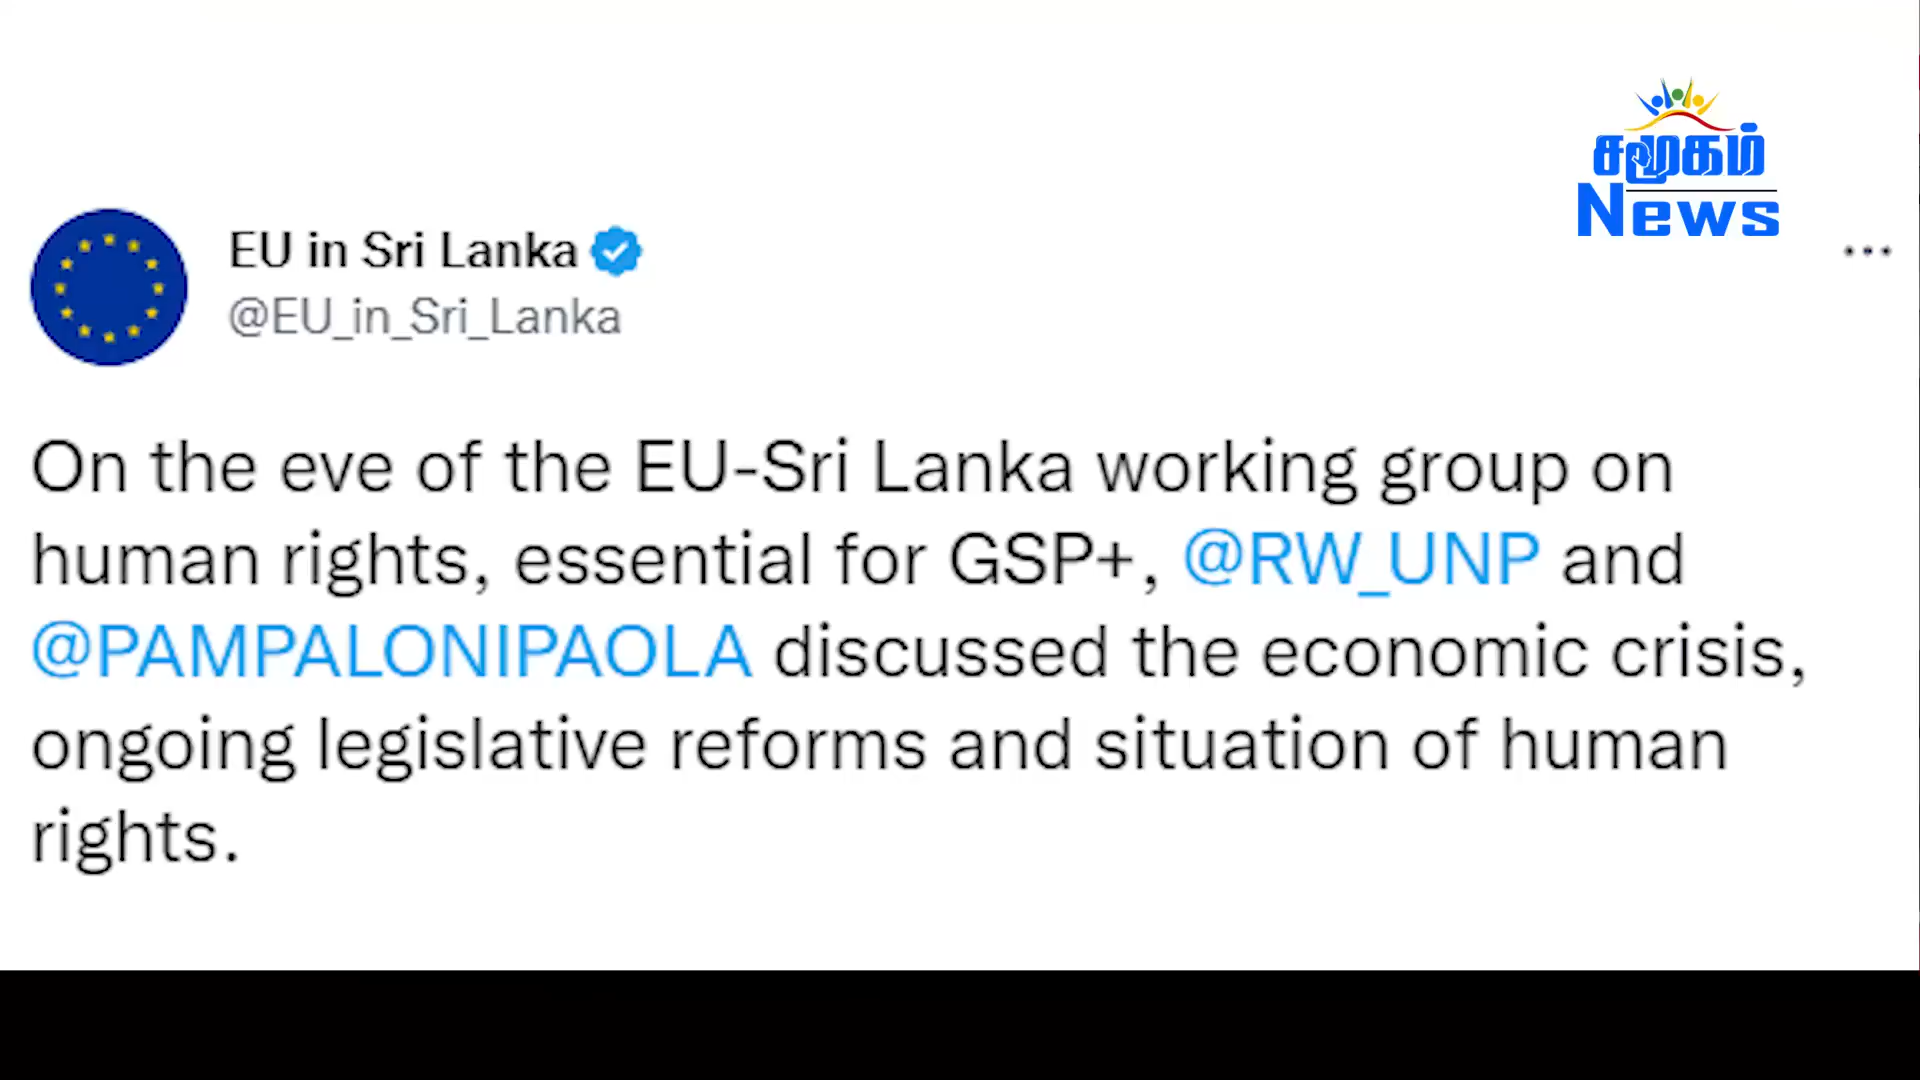 சமூகம்
News
EU in Sri Lanka
@EU_in_Sri_Lanka
On the eve of the EU-Sri Lanka working group on
human rights, essential for GSP+, @RW_UNP and
@PAMPALONIPAOLA discussed the economic crisis,
ongoing legislative reforms and situation of human
rights.